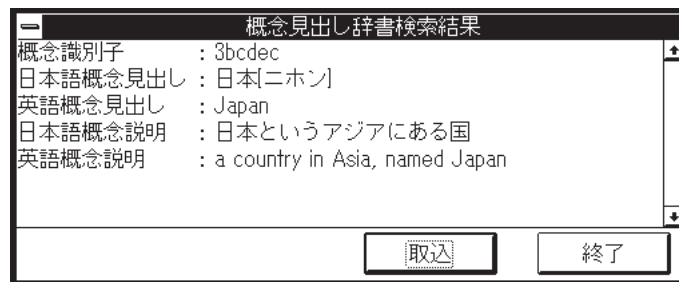 概念見出し辞書検索結果
概念識別子 : 3bcdec
日本語概念見出し : 日本[ニホン]
英語概念見出し : Japan
日本語概念説明 : 日本というアジアにある国
英語概念説明 : a country in Asia, named Japan
取込 終了